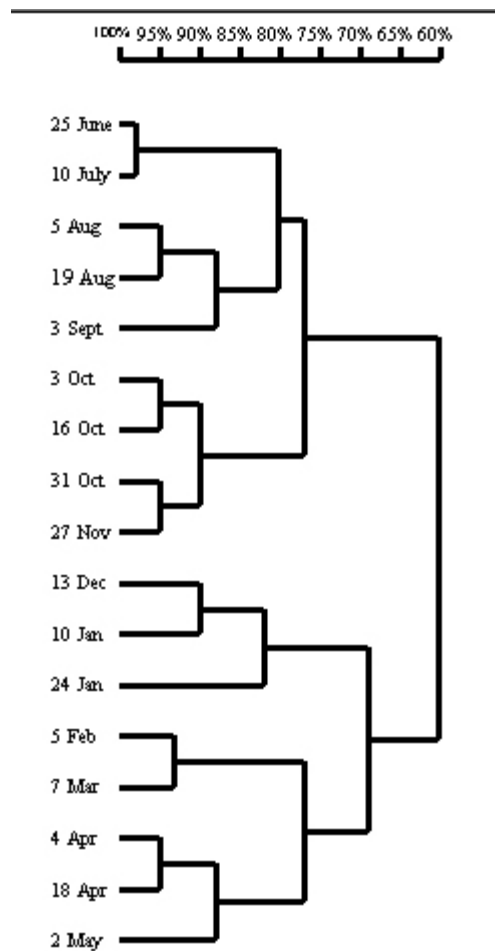 100% 95% 90% 85% 80% 75% 70% 65% 60%
25 June
10 July
5 Aug
19 Aug
3 Sept
3 Oct
16 Oct
31 Oct
27 Nov
13 Dec
10 Jan
24 Jan
5 Feb
7 Mar
4 Apr
18 Apr
2 May